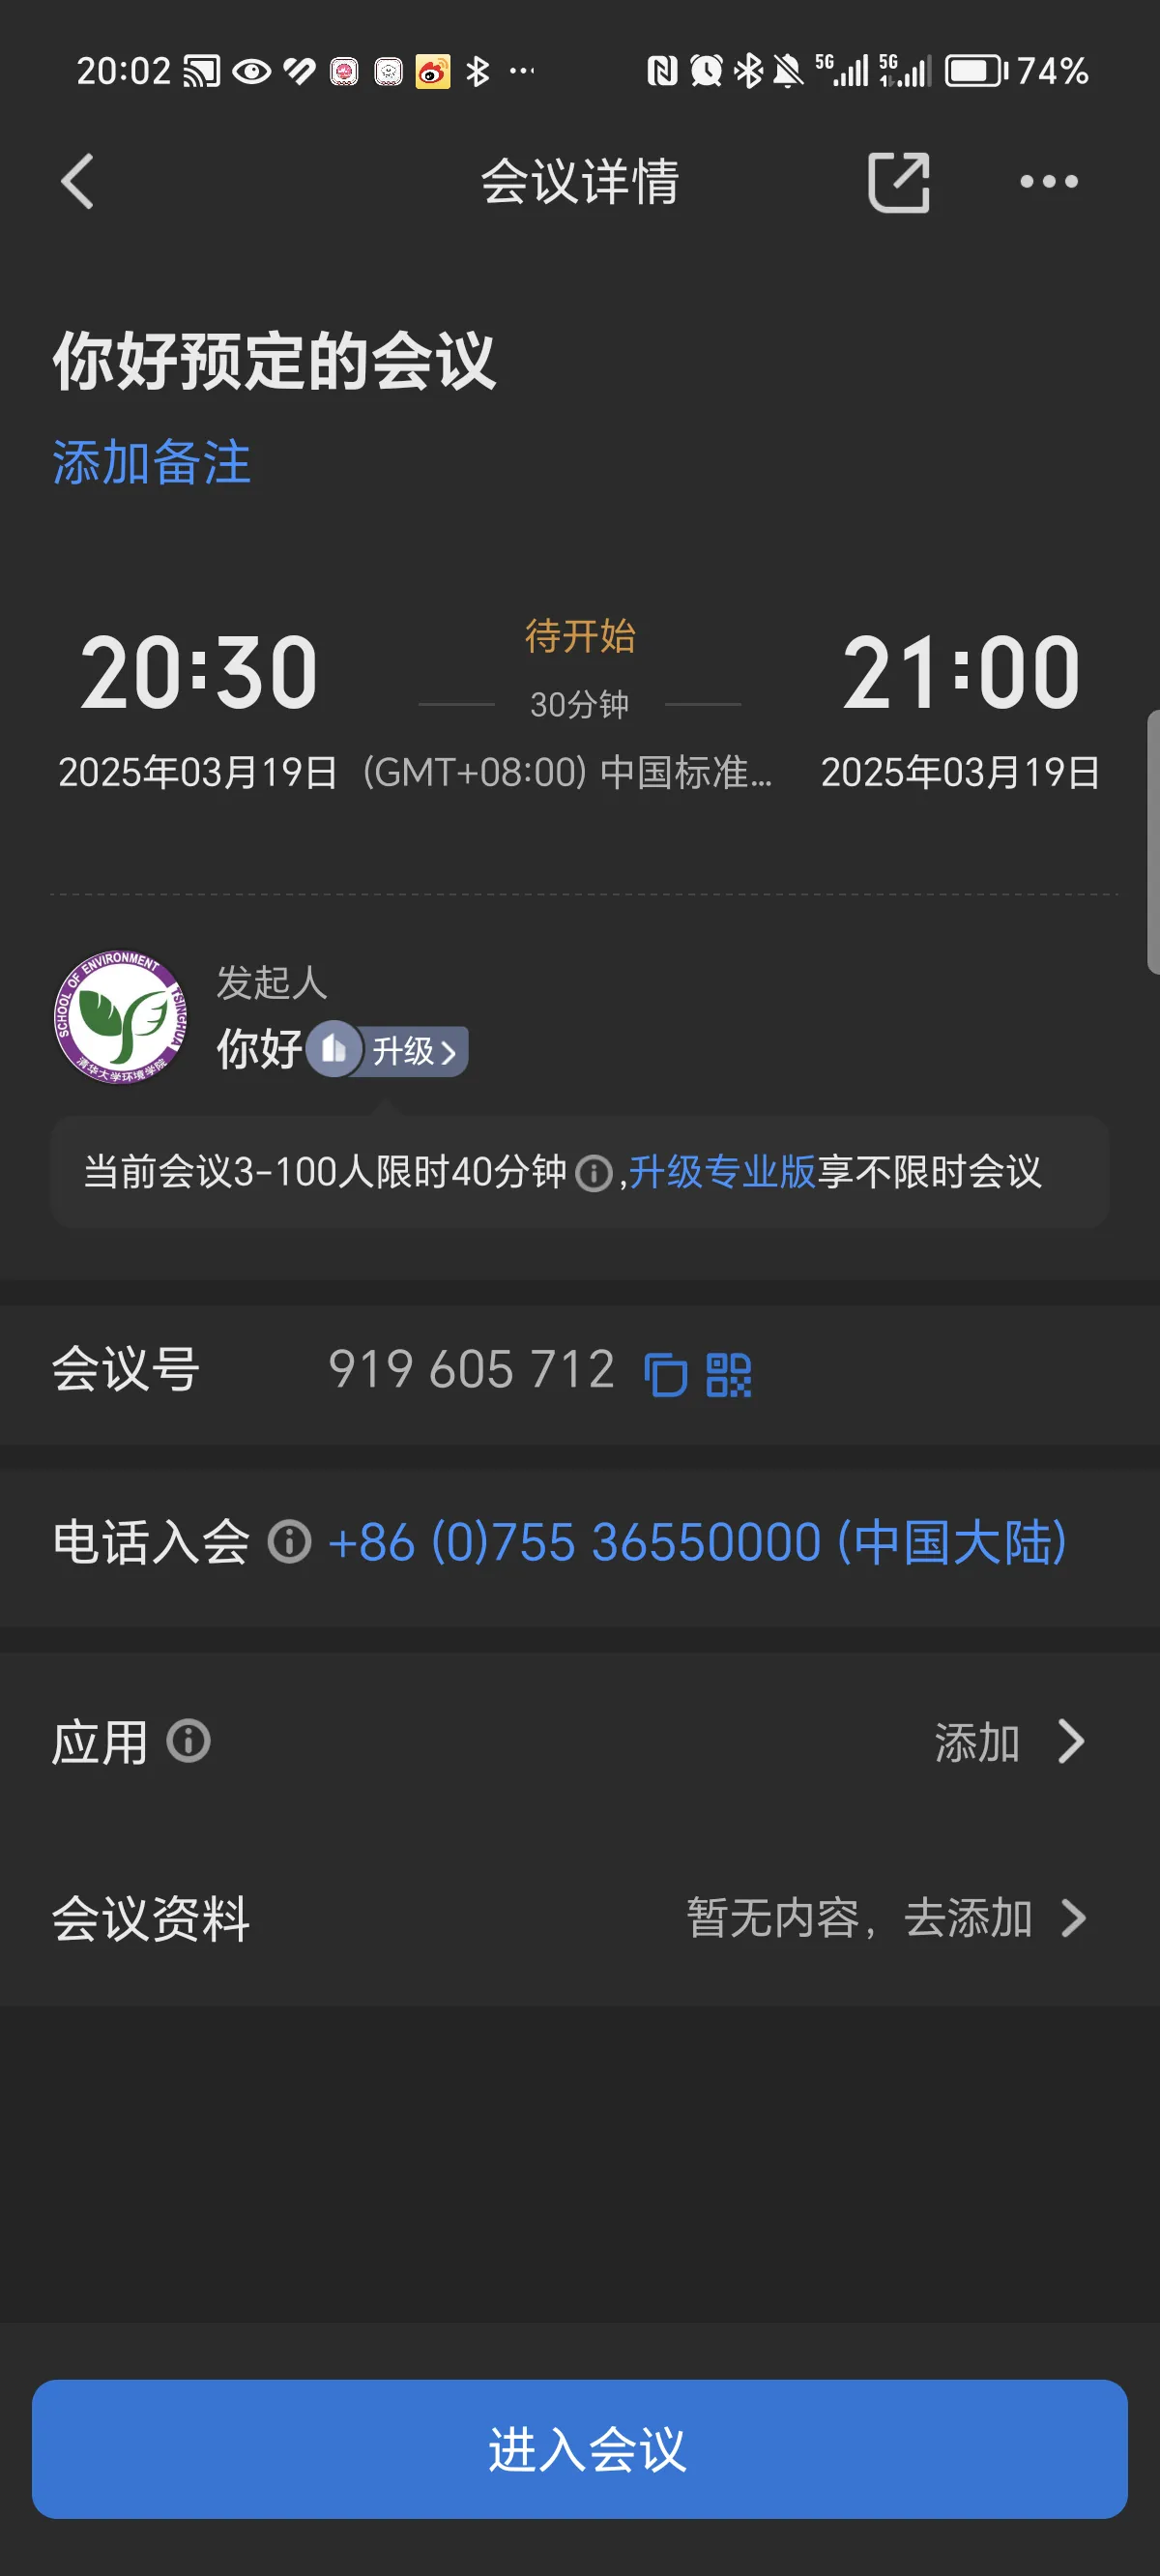 20:02
5G 5G 74%
会议详情
你好预定的会议
添加备注
待开始
20:30 30分钟 21:00
2025年03月19日 (GMT+08:00) 中国标准... 2025年03月19日
SCHOOL OF ENVIRONMENT TSINGHUA
清华大学环境学院
发起人
你好 升级
当前会议3-100人限时40分钟,升级专业版享不限时会议
会议号 919 605 712
电话入会 +86 (0)755 36550000 (中国大陆)
应用 添加
会议资料 暂无内容，去添加
进入会议